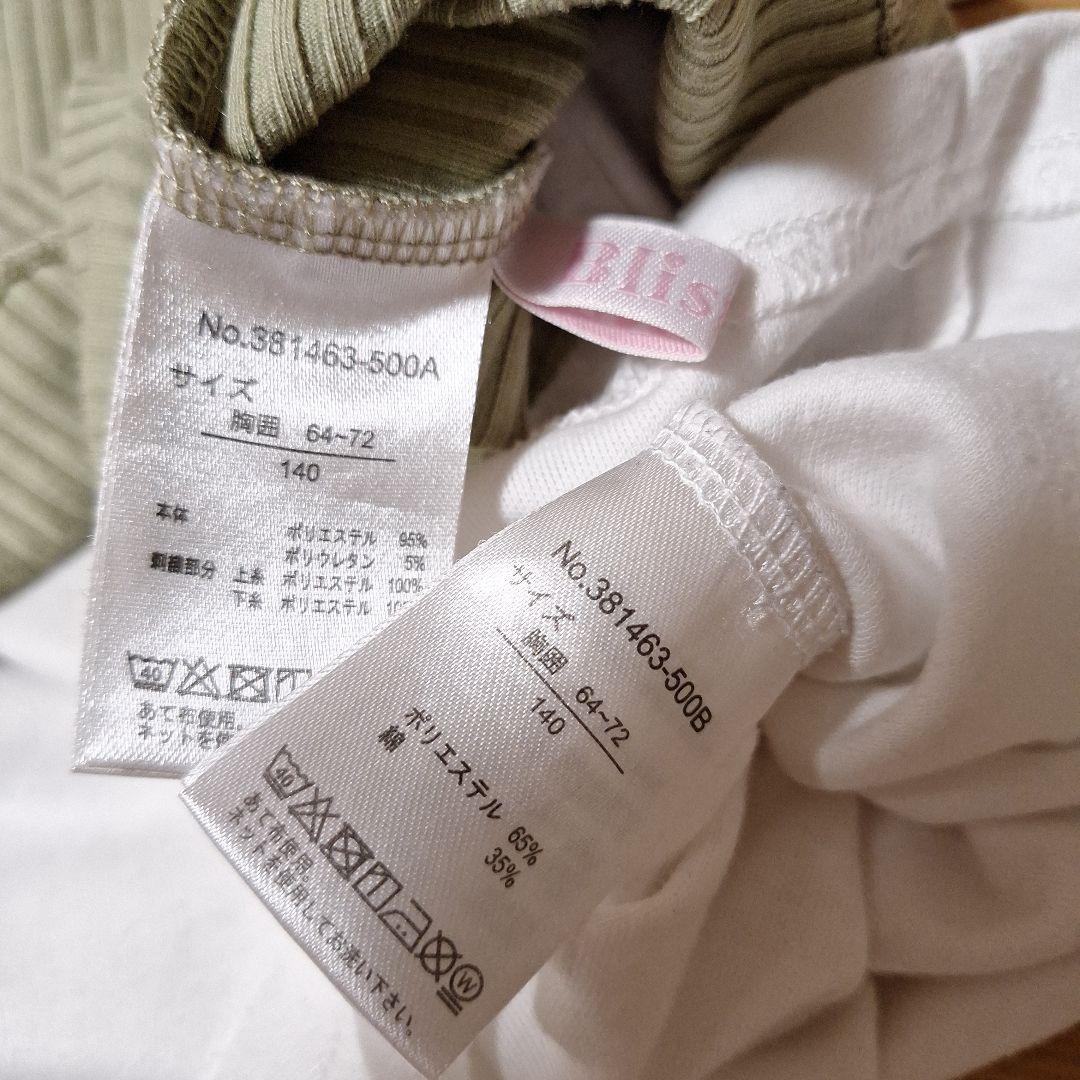 No.381463-500A
サイズ
胸囲 64~72
140
本体 ポリエステル 95%
ポリウレタン 5%
刺繍部分 上糸 ポリエステル 100%
下糸 ポリエステル
40
あて布使用。
ネットを使
Blis
No.381463-500B
サイズ
胸囲 64~72
140
ポリエステル 65%
綿 35%
40
W
あて布使用。
ネットを使用してお洗い下さい。